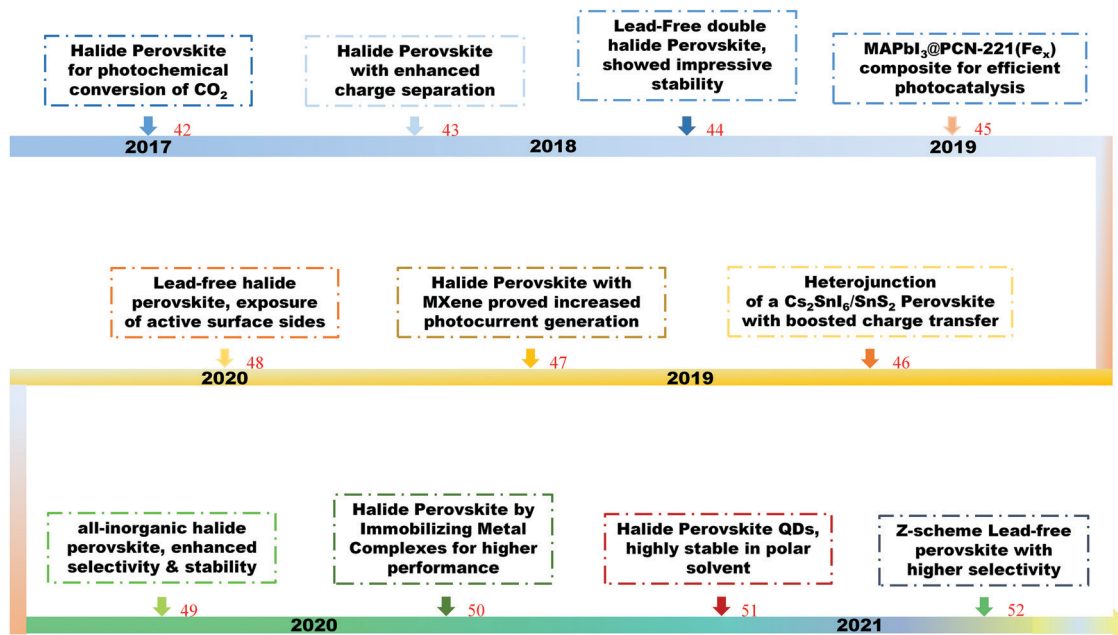 Halide Perovskite
for photochemical
conversion of CO₂
42
Halide Perovskite
with enhanced
charge separation
43
Lead-Free double
halide Perovskite,
showed impressive
stability
44
MAPbI₃@PCN-221(Feₓ)
composite for efficient
photocatalysis
45
2017
2018
2019
Lead-free halide
perovskite, exposure
of active surface sides
48
Halide Perovskite with
MXene proved increased
photocurrent generation
47
Heterojunction
of a Cs₂SnI₆/SnS₂ Perovskite
with boosted charge transfer
46
2020
2019
all-inorganic halide
perovskite, enhanced
selectivity & stability
49
Halide Perovskite by
Immobilizing Metal
Complexes for higher
performance
50
Halide Perovskite QDs,
highly stable in polar
solvent
51
Z-scheme Lead-free
perovskite with
higher selectivity
52
2020
2021